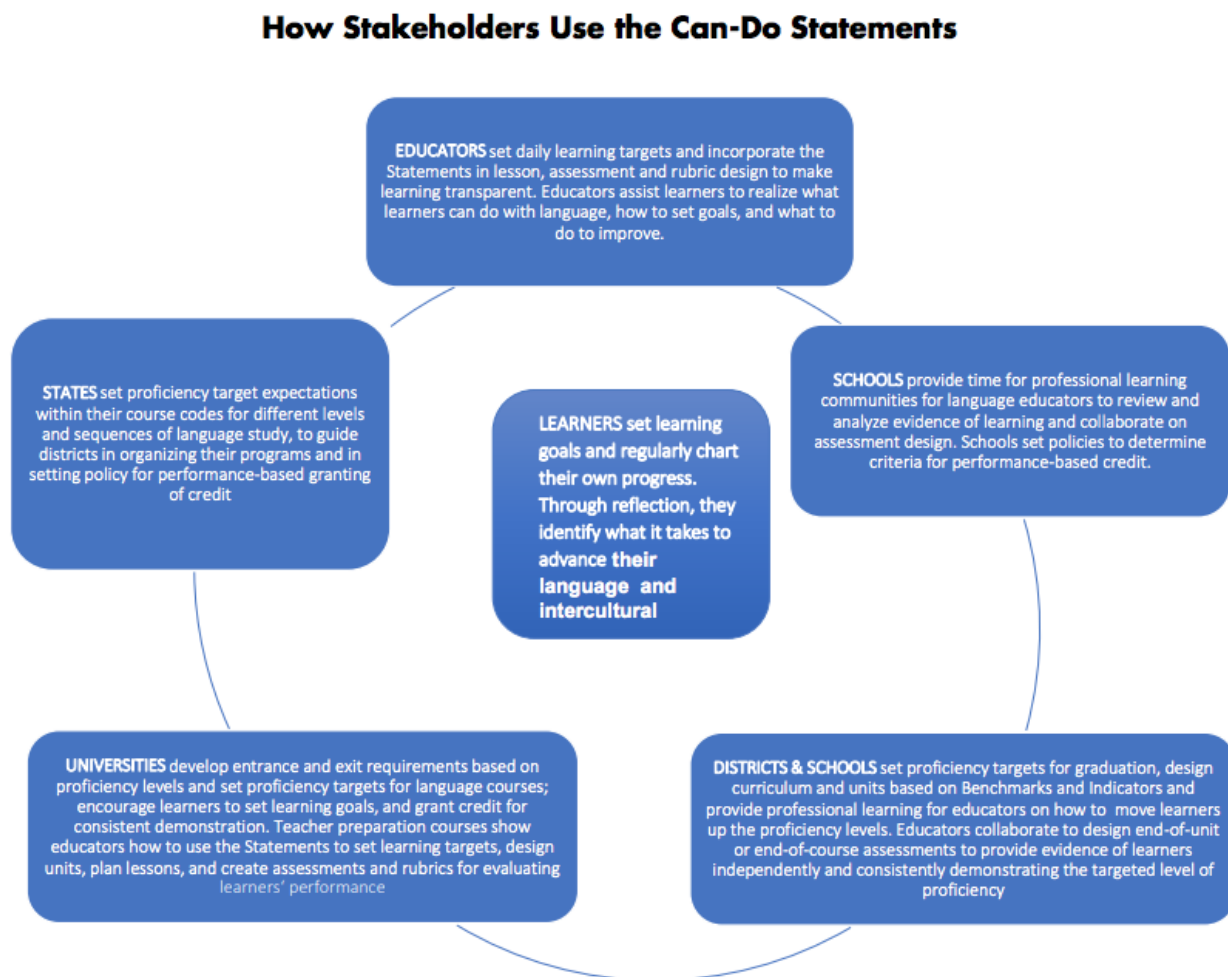 How Stakeholders Use the Can-Do Statements
EDUCATORS set daily learning targets and incorporate the
Statements in lesson, assessment and rubric design to make
learning transparent. Educators assist learners to realize what
learners can do with language, how to set goals, and what to
do to improve.
STATES set proficiency target expectations
within their course codes for different levels
and sequences of language study, to guide
districts in organizing their programs and in
setting policy for performance-based granting
of credit
SCHOOLS provide time for professional learning
communities for language educators to review and
analyze evidence of learning and collaborate on
assessment design. Schools set policies to determine
criteria for performance-based credit.
LEARNERS set learning
goals and regularly chart
their own progress.
Through reflection, they
identify what it takes to
advance their
language and
intercultural
UNIVERSITIES develop entrance and exit requirements based on
proficiency levels and set proficiency targets for language courses;
encourage learners to set learning goals, and grant credit for
consistent demonstration. Teacher preparation courses show
educators how to use the Statements to set learning targets, design
units, plan lessons, and create assessments and rubrics for evaluating
learners' performance
DISTRICTS & SCHOOLS set proficiency targets for graduation, design
curriculum and units based on Benchmarks and Indicators and
provide professional learning for educators on how to move learners
up the proficiency levels. Educators collaborate to design end-of-unit
or end-of-course assessments to provide evidence of learners
independently and consistently demonstrating the targeted level of
proficiency